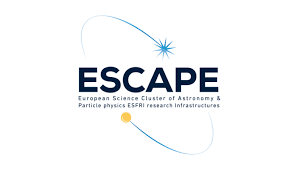 ESCAPE
European Science Cluster of Astronomy &
Particle physics ESFRI research Infrastructures